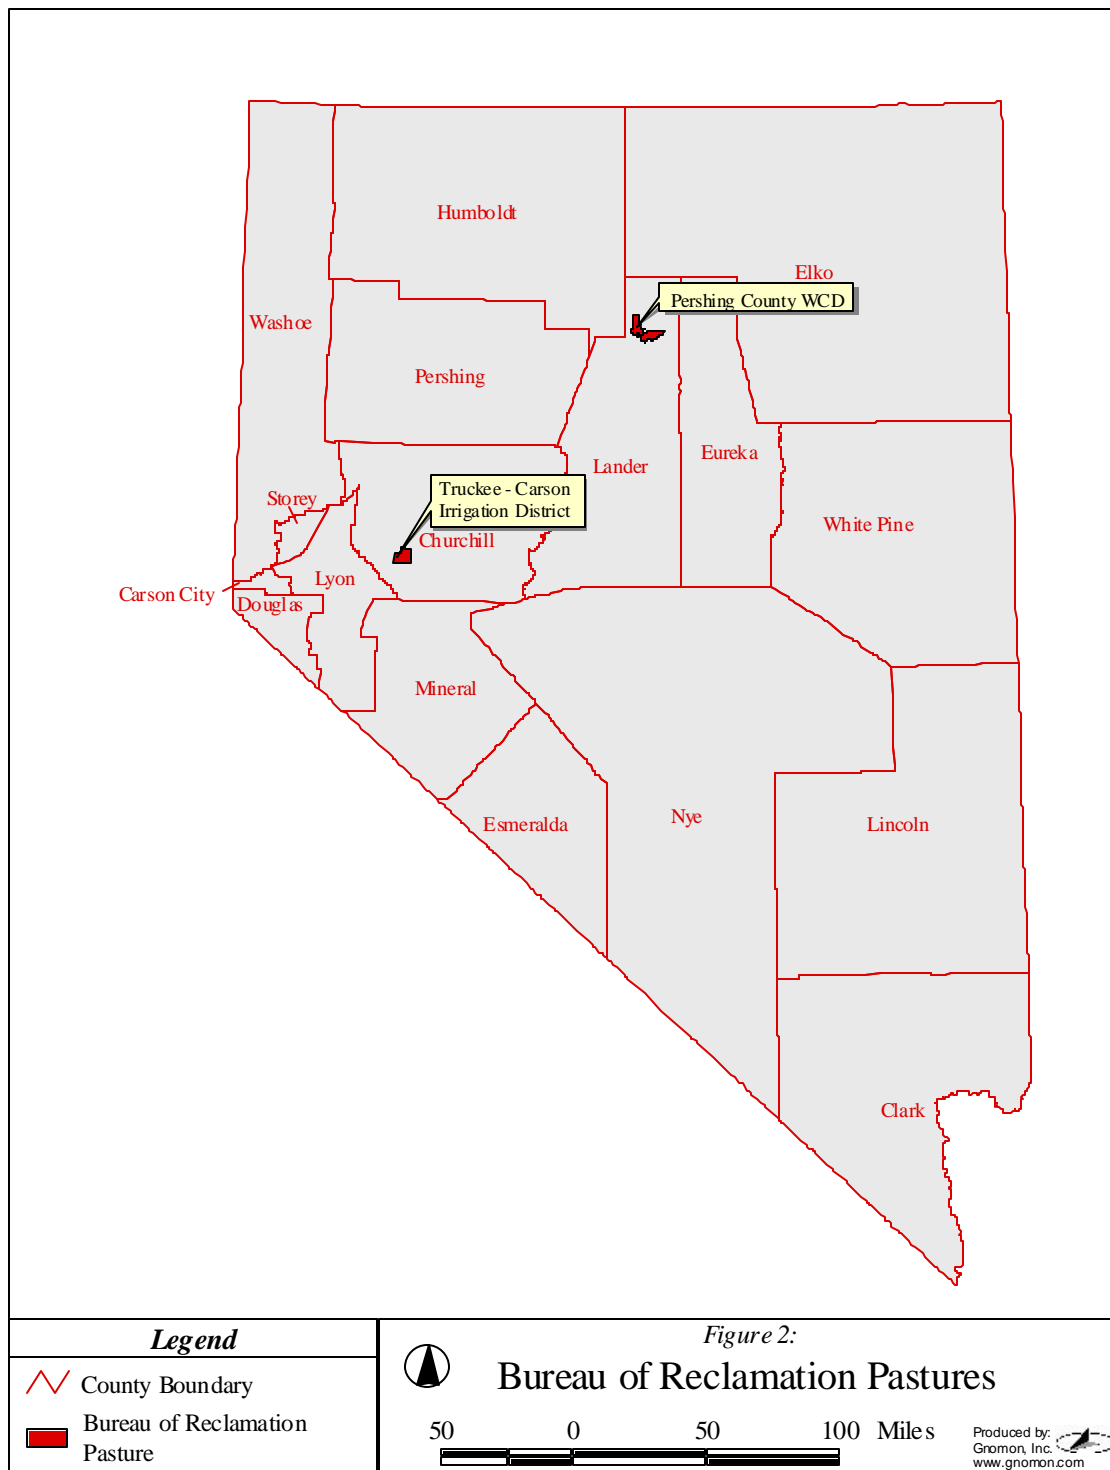 Humboldt
Elko
Pershing County WCD
Washoe
Pershing
Eureka
Lander
Truckee - Carson
Irrigation District
Storey
White Pine
Churchill
Lyon
Carson City
Douglas
Mineral
Nye
Esmeralda
Lincoln
Clark
Legend
County Boundary
Bureau of Reclamation
Pasture
Figure 2:
Bureau of Reclamation Pastures
50 0 50 100 Miles
Produced by:
Gnomon, Inc.
www.gnomon.com